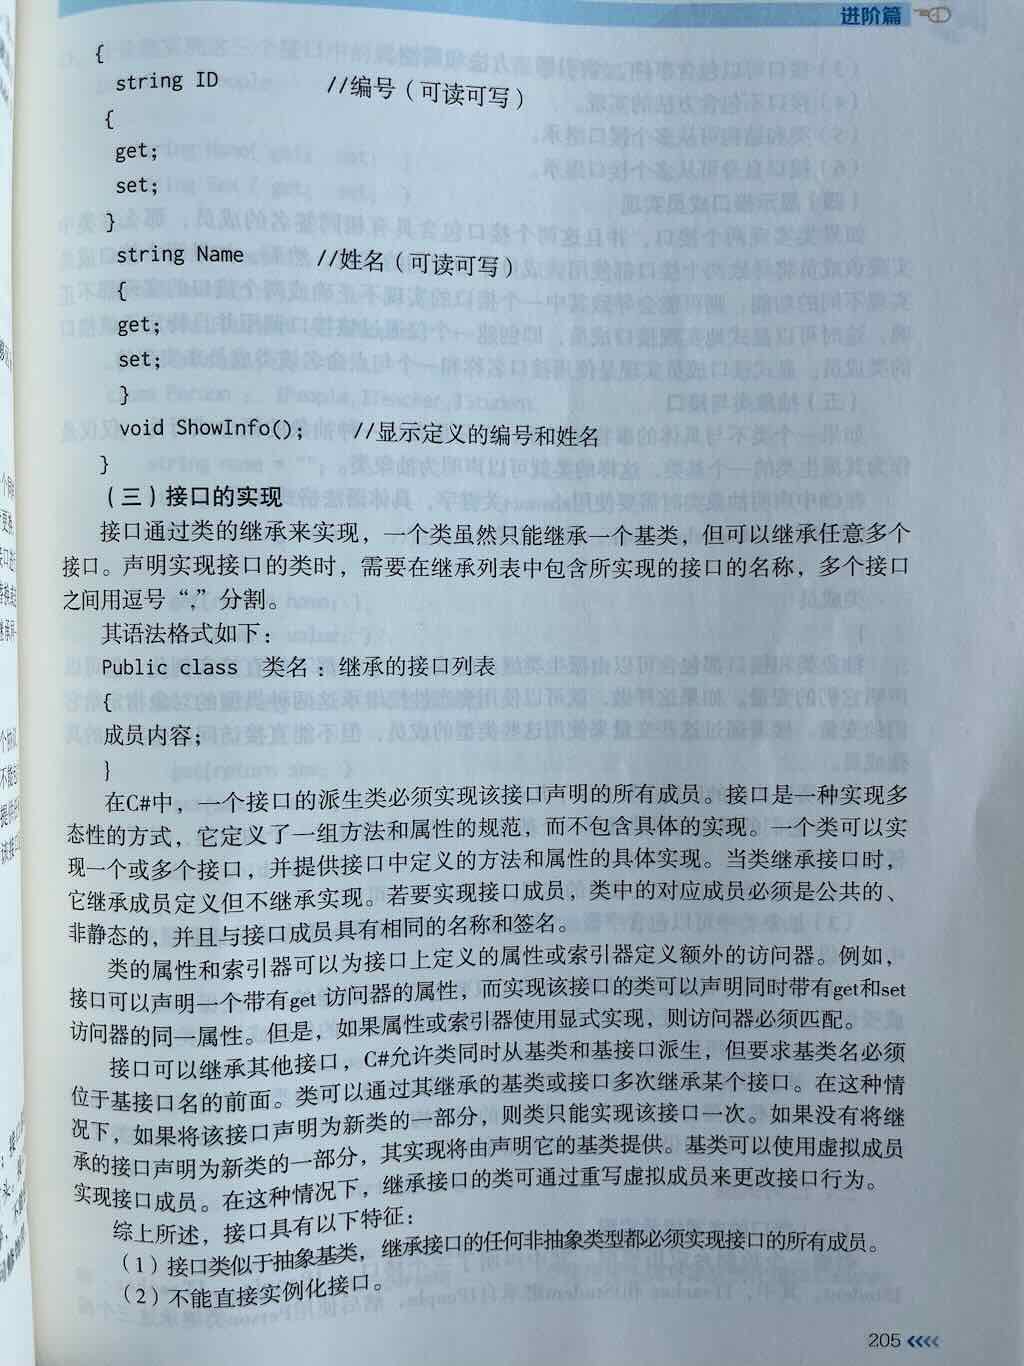 进阶篇
{
string ID //编号（可读可写）
{
get;
set;
}
string Name //姓名（可读可写）
{
get;
set;
}
void ShowInfo(); //显示定义的编号和姓名
}
（三）接口的实现
接口通过类的继承来实现，一个类虽然只能继承一个基类，但可以继承任意多个
接口。声明实现接口的类时，需要在继承列表中包含所实现的接口的名称，多个接口
之间用逗号“,”分割。
其语法格式如下：
Public class 类名：继承的接口列表
{
成员内容；
}
在C#中，一个接口的派生类必须实现该接口声明的所有成员。接口是一种实现多
态性的方式，它定义了一组方法和属性的规范，而不包含具体的实现。一个类可以实
现一个或多个接口，并提供接口中定义的方法和属性的具体实现。当类继承接口时，
它继承成员定义但不继承实现。若要实现接口成员，类中的对应成员必须是公共的、
非静态的，并且与接口成员具有相同的名称和签名。
类的属性和索引器可以为接口上定义的属性或索引器定义额外的访问器。例如，
接口可以声明一个带有get 访问器的属性，而实现该接口的类可以声明同时带有get和set
访问器的同一属性。但是，如果属性或索引器使用显式实现，则访问器必须匹配。
接口可以继承其他接口，C#允许类同时从基类和基接口派生，但要求基类名必须
位于基接口名的前面。类可以通过其继承的基类或接口多次继承某个接口。在这种情
况下，如果将该接口声明为新类的一部分，则类只能实现该接口一次。如果没有将继
承的接口声明为新类的一部分，其实现将由声明它的基类提供。基类可以使用虚拟成员
实现接口成员。在这种情况下，继承接口的类可通过重写虚拟成员来更改接口行为。
综上所述，接口具有以下特征：
（1）接口类似于抽象基类，继承接口的任何非抽象类型都必须实现接口的所有成员。
（2）不能直接实例化接口。
205